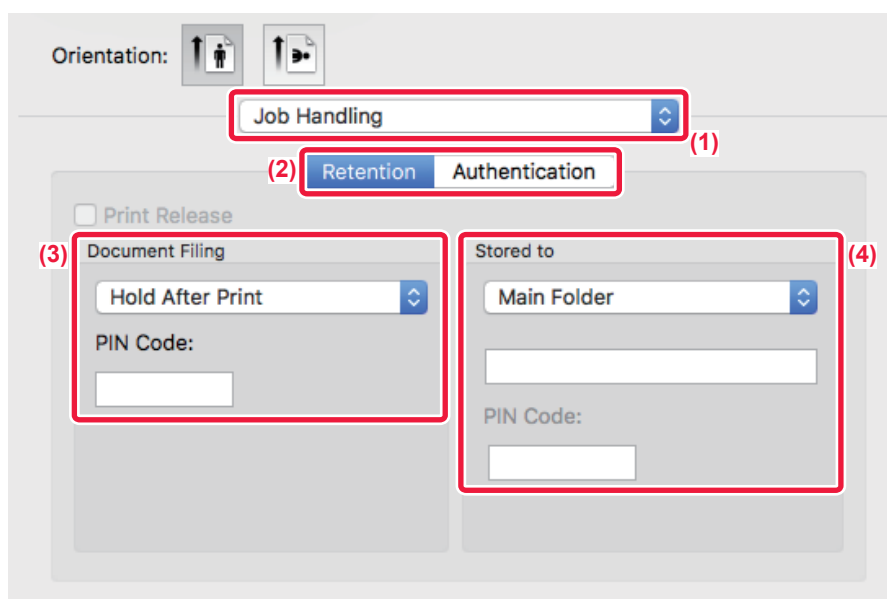 Orientation:
Job Handling
(1)
(2) Retention Authentication
Print Release
(3) Document Filing
Hold After Print
PIN Code:
Stored to (4)
Main Folder
PIN Code: